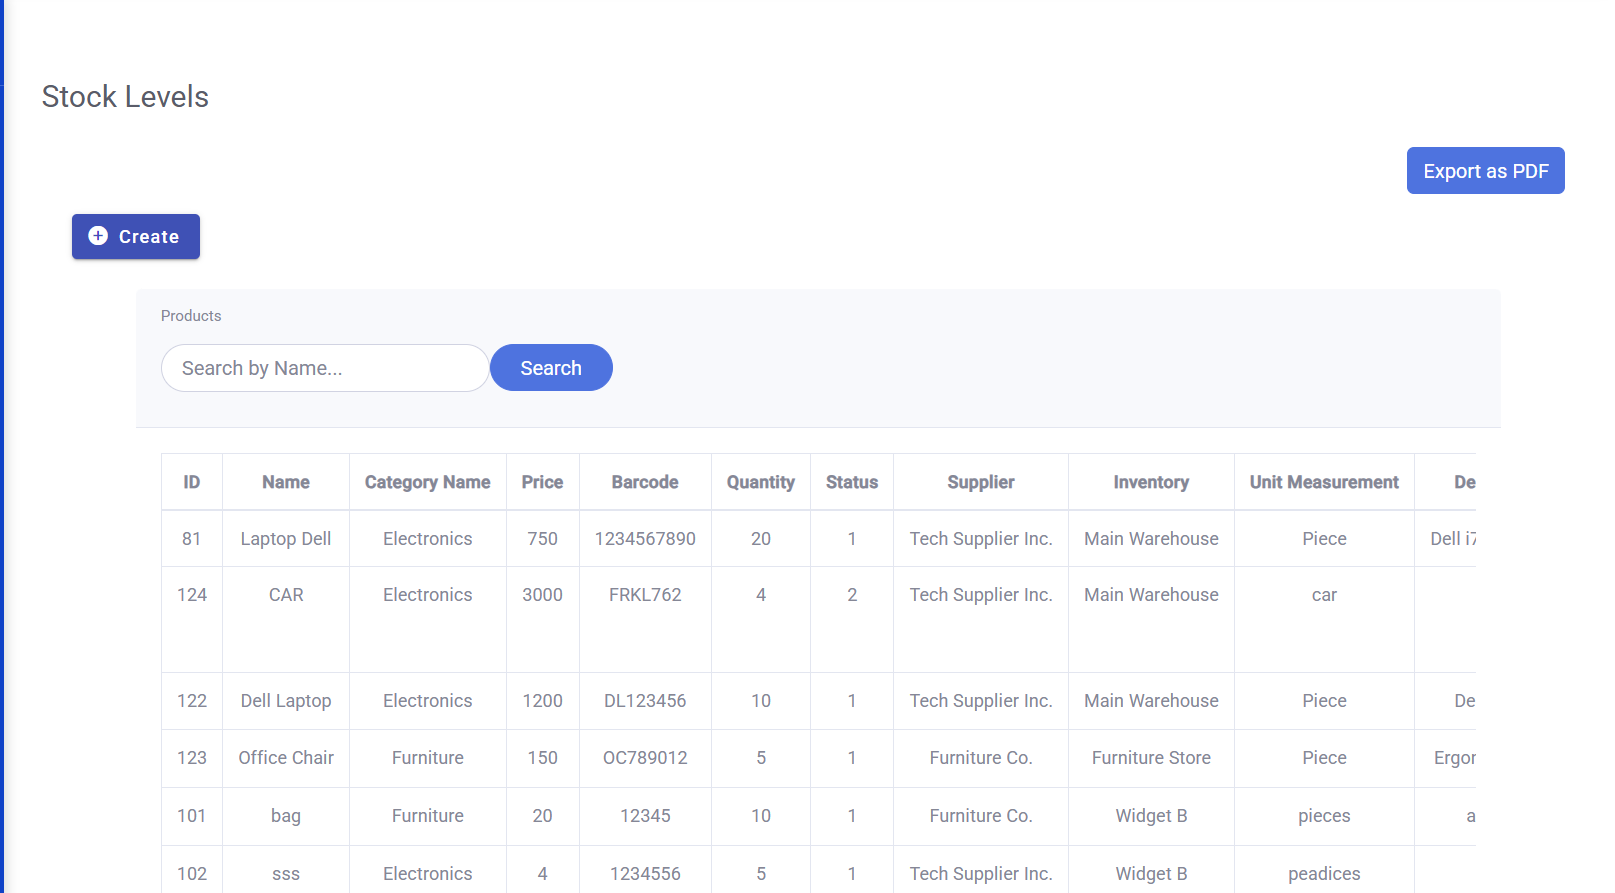 Stock Levels
Export as PDF
Create
Products
Search by Name... Search
ID Name Category Name Price Barcode Quantity Status Supplier Inventory Unit Measurement De
81 Laptop Dell Electronics 750 1234567890 20 1 Tech Supplier Inc. Main Warehouse Piece Dell i7
124 CAR Electronics 3000 FRKL762 4 2 Tech Supplier Inc. Main Warehouse car
122 Dell Laptop Electronics 1200 DL123456 10 1 Tech Supplier Inc. Main Warehouse Piece De
123 Office Chair Furniture 150 OC789012 5 1 Furniture Co. Furniture Store Piece Ergor
101 bag Furniture 20 12345 10 1 Furniture Co. Widget B pieces a
102 sss Electronics 4 1234556 5 1 Tech Supplier Inc. Widget B peadices